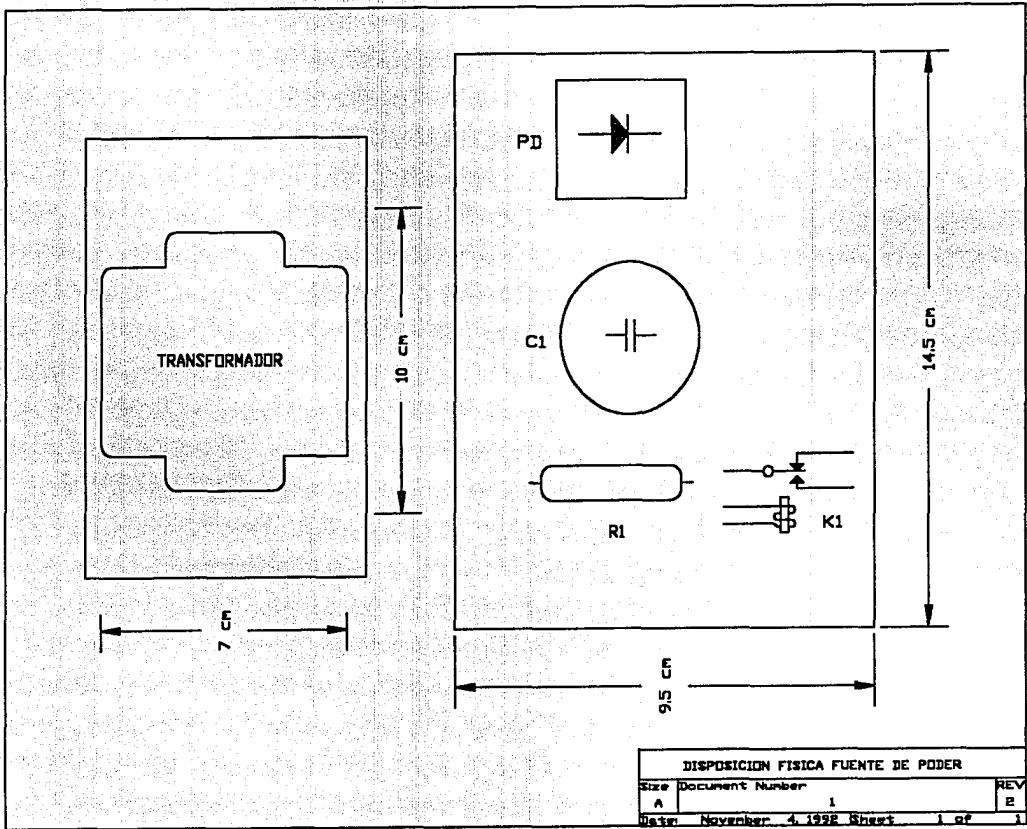 PD
C1
TRANSFORMADOR
10 cm
14.5 cm
R1
K1
7 cm
9.5 cm
DISPOSICION FISICA FUENTE DE PODER
Size Document Number REV
A 1 2
Date: November 4, 1992 Sheet 1 of 1